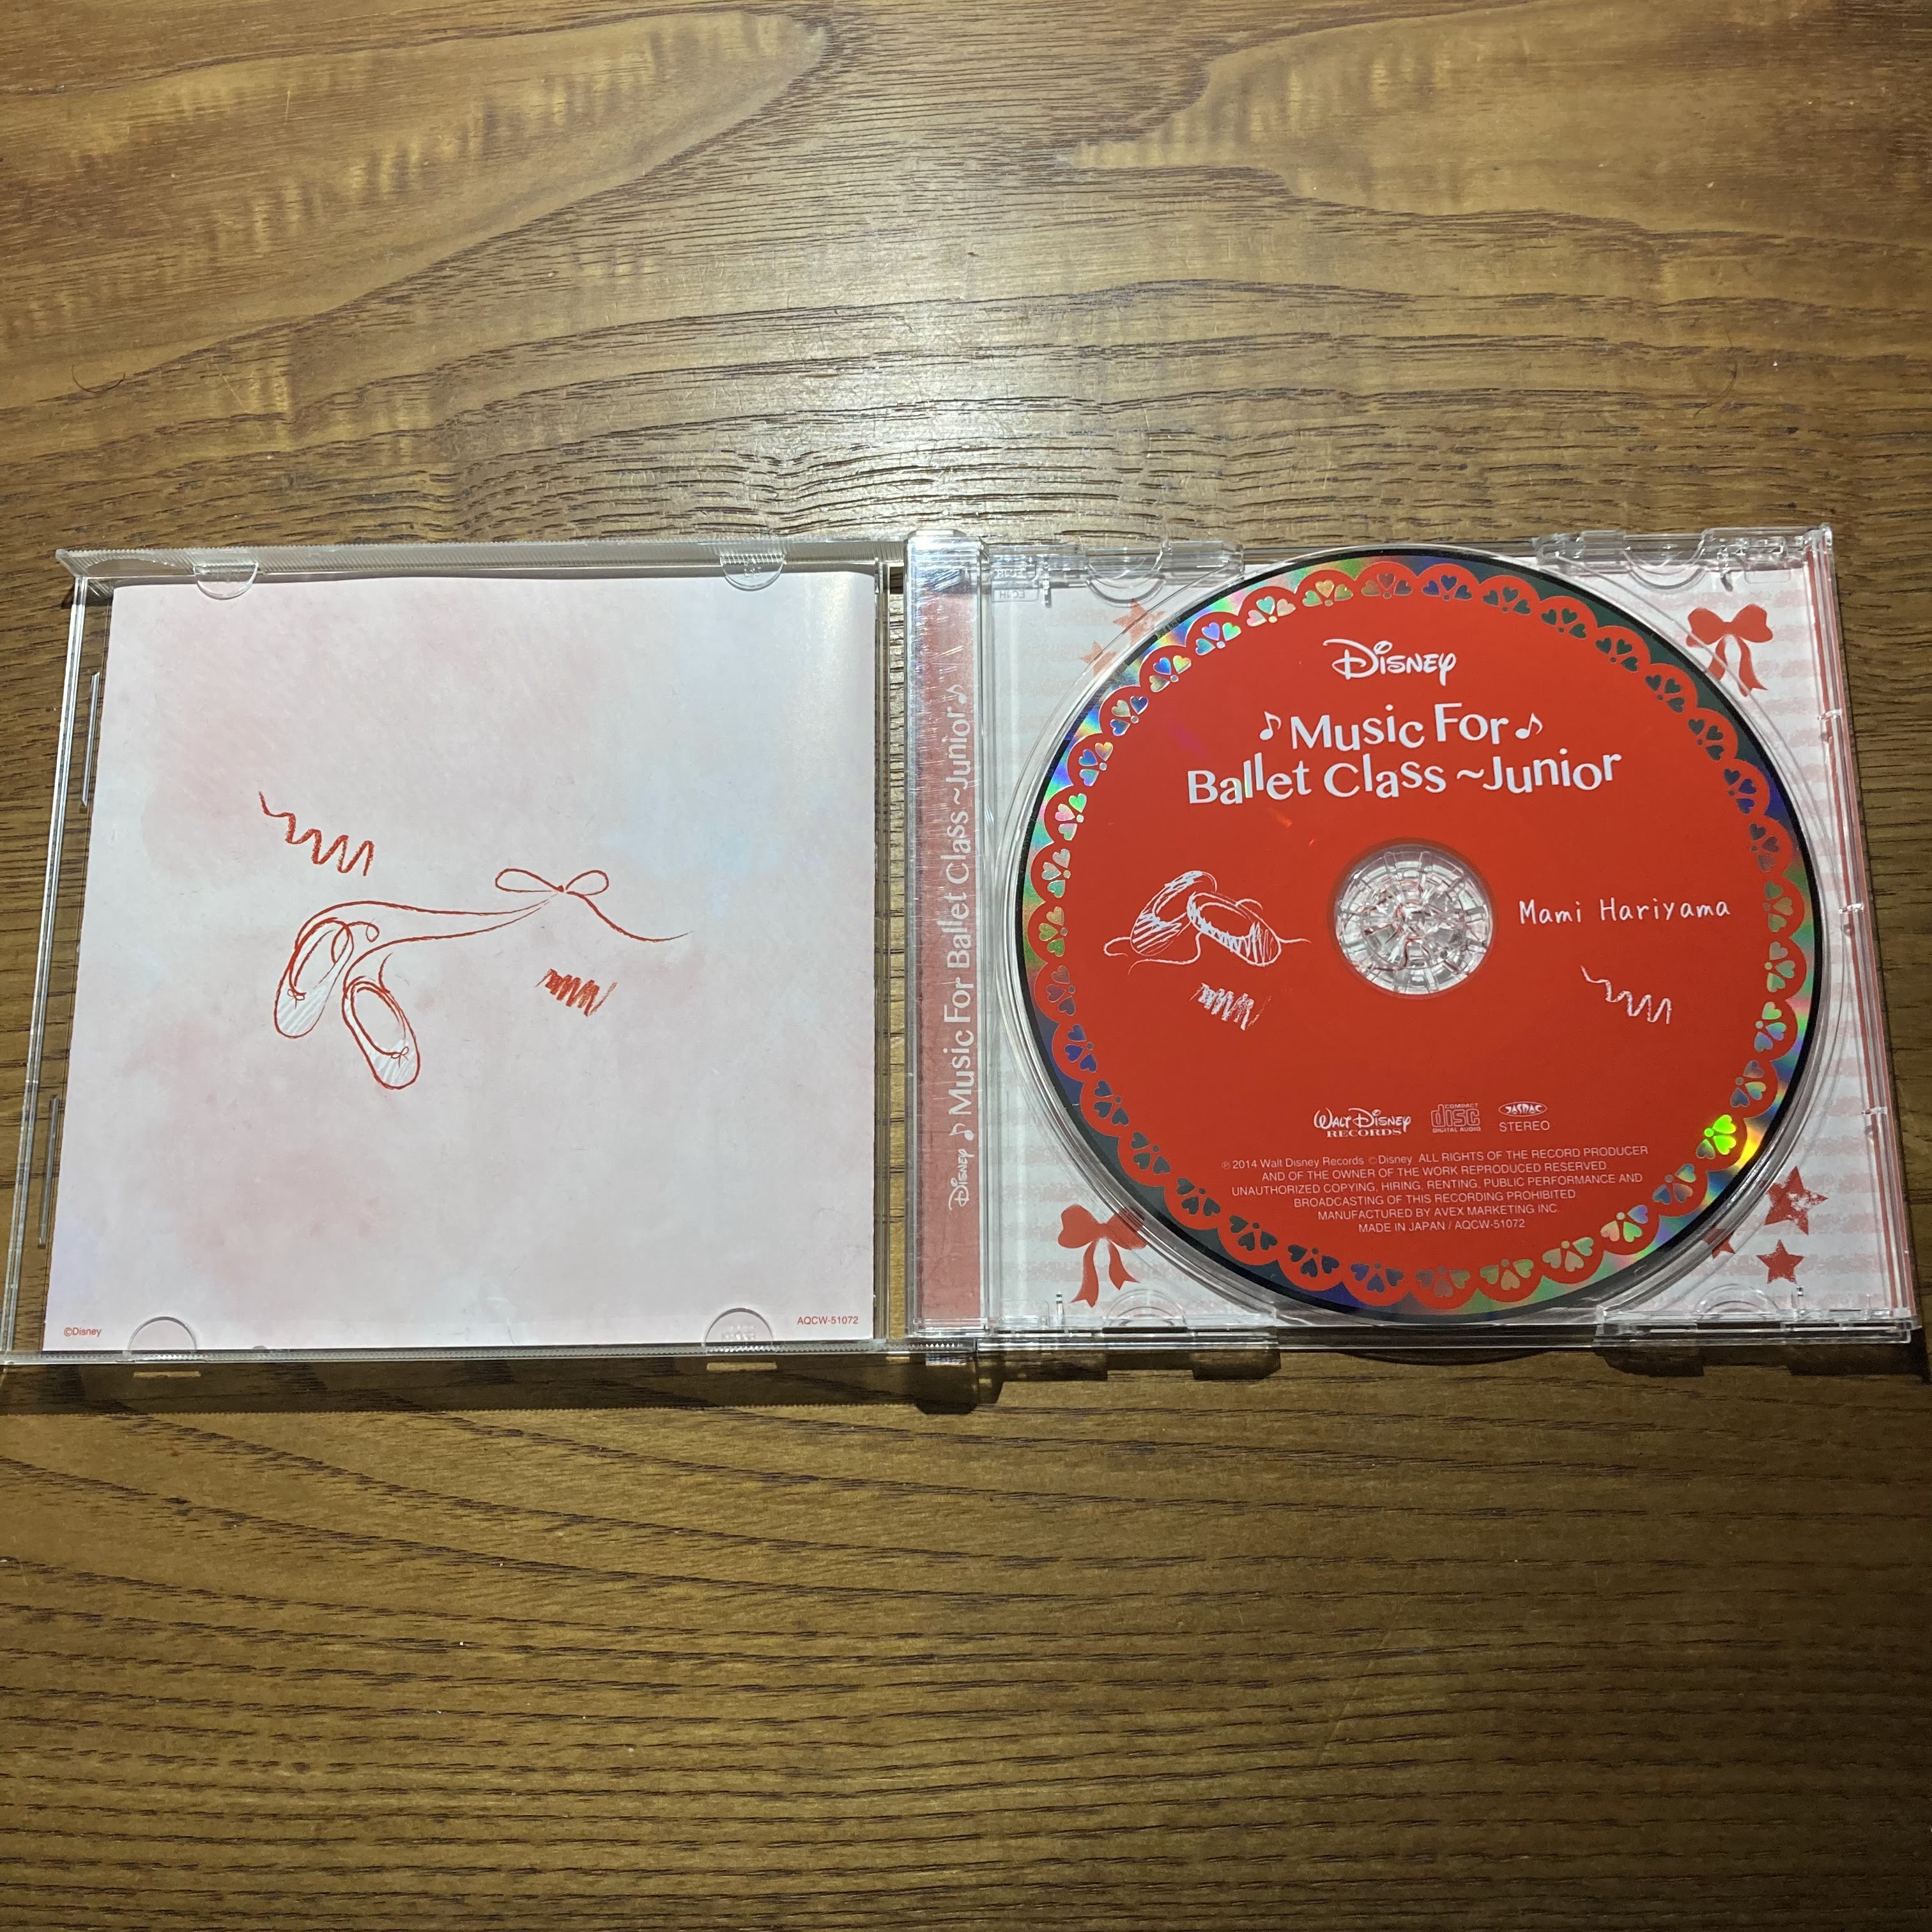 ©Disney
AQCW-51072
Disney ♪ Music For Ballet Class ~Junior♪
Disney
♪ Music For ♪
Ballet Class ~Junior
Mami Hariyama
Walt Disney
RECORDS
COMPACT
disc
DIGITAL AUDIO
JASRAC
STEREO
℗ 2014 Walt Disney Records ©Disney ALL RIGHTS OF THE RECORD PRODUCER
AND OF THE OWNER OF THE WORK REPRODUCED RESERVED
UNAUTHORIZED COPYING, HIRING, RENTING, PUBLIC PERFORMANCE AND
BROADCASTING OF THIS RECORDING PROHIBITED
MANUFACTURED BY AVEX MARKETING INC.
MADE IN JAPAN / AQCW-51072